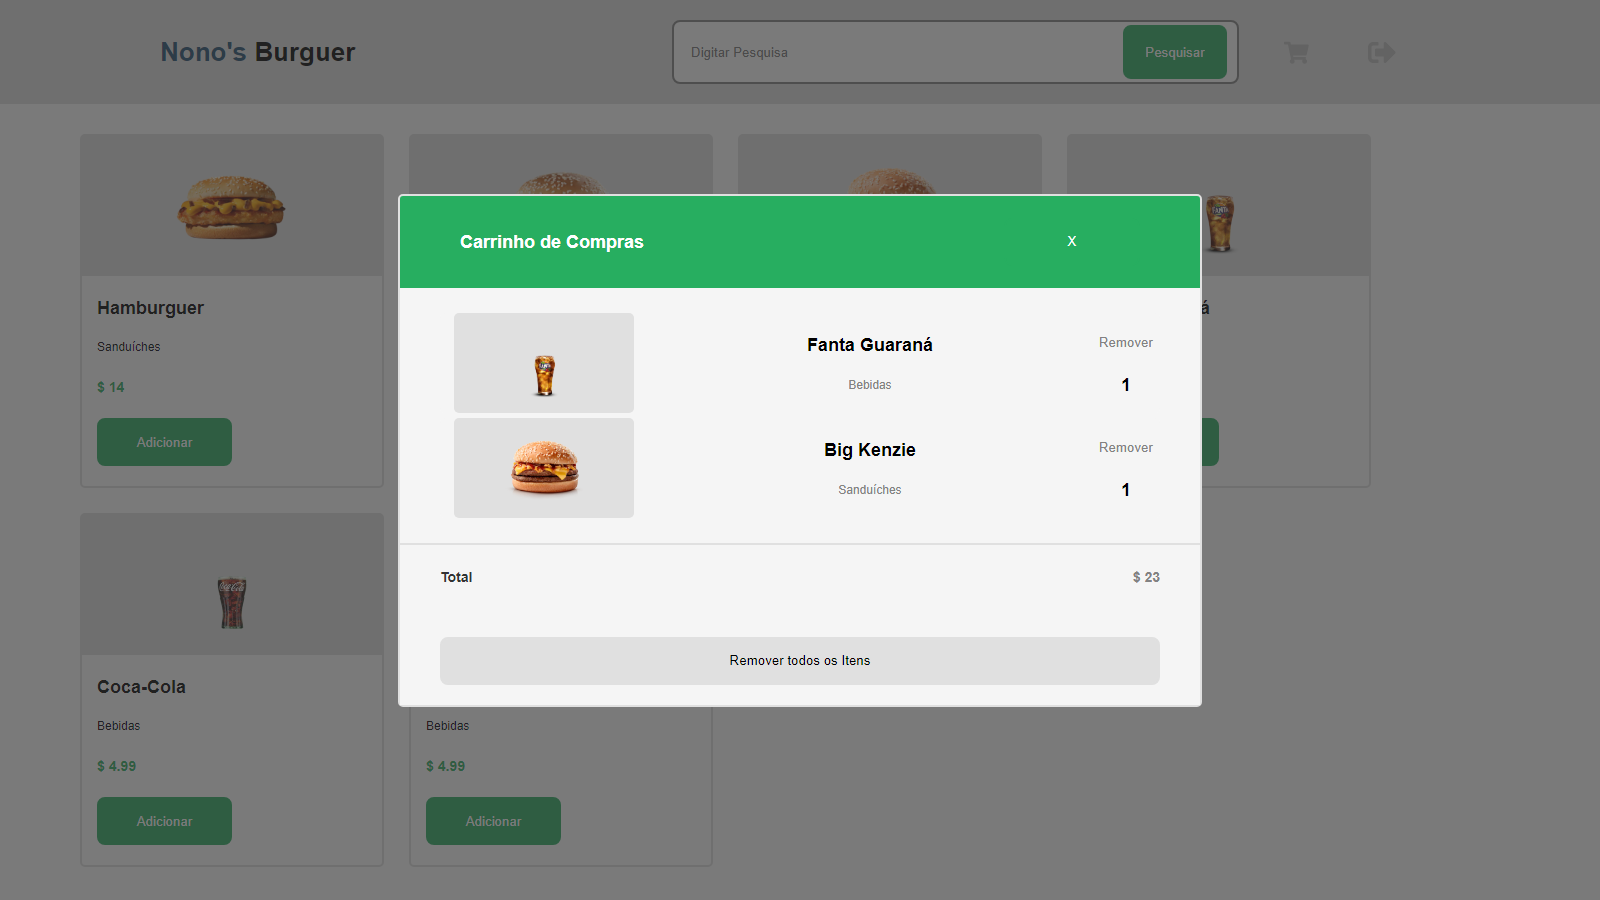 Nono's Burguer
Digitar Pesquisa
Pesquisar
Carrinho de Compras
X
Fanta Guaraná
Bebidas
Remover
1
Big Kenzie
Sanduíches
Remover
1
Total
$ 23
Remover todos os Itens
Hamburguer
Sanduíches
$ 14
Adicionar
á
FANTA
Coca-Cola
Bebidas
$ 4.99
Adicionar
Bebidas
$ 4.99
Adicionar